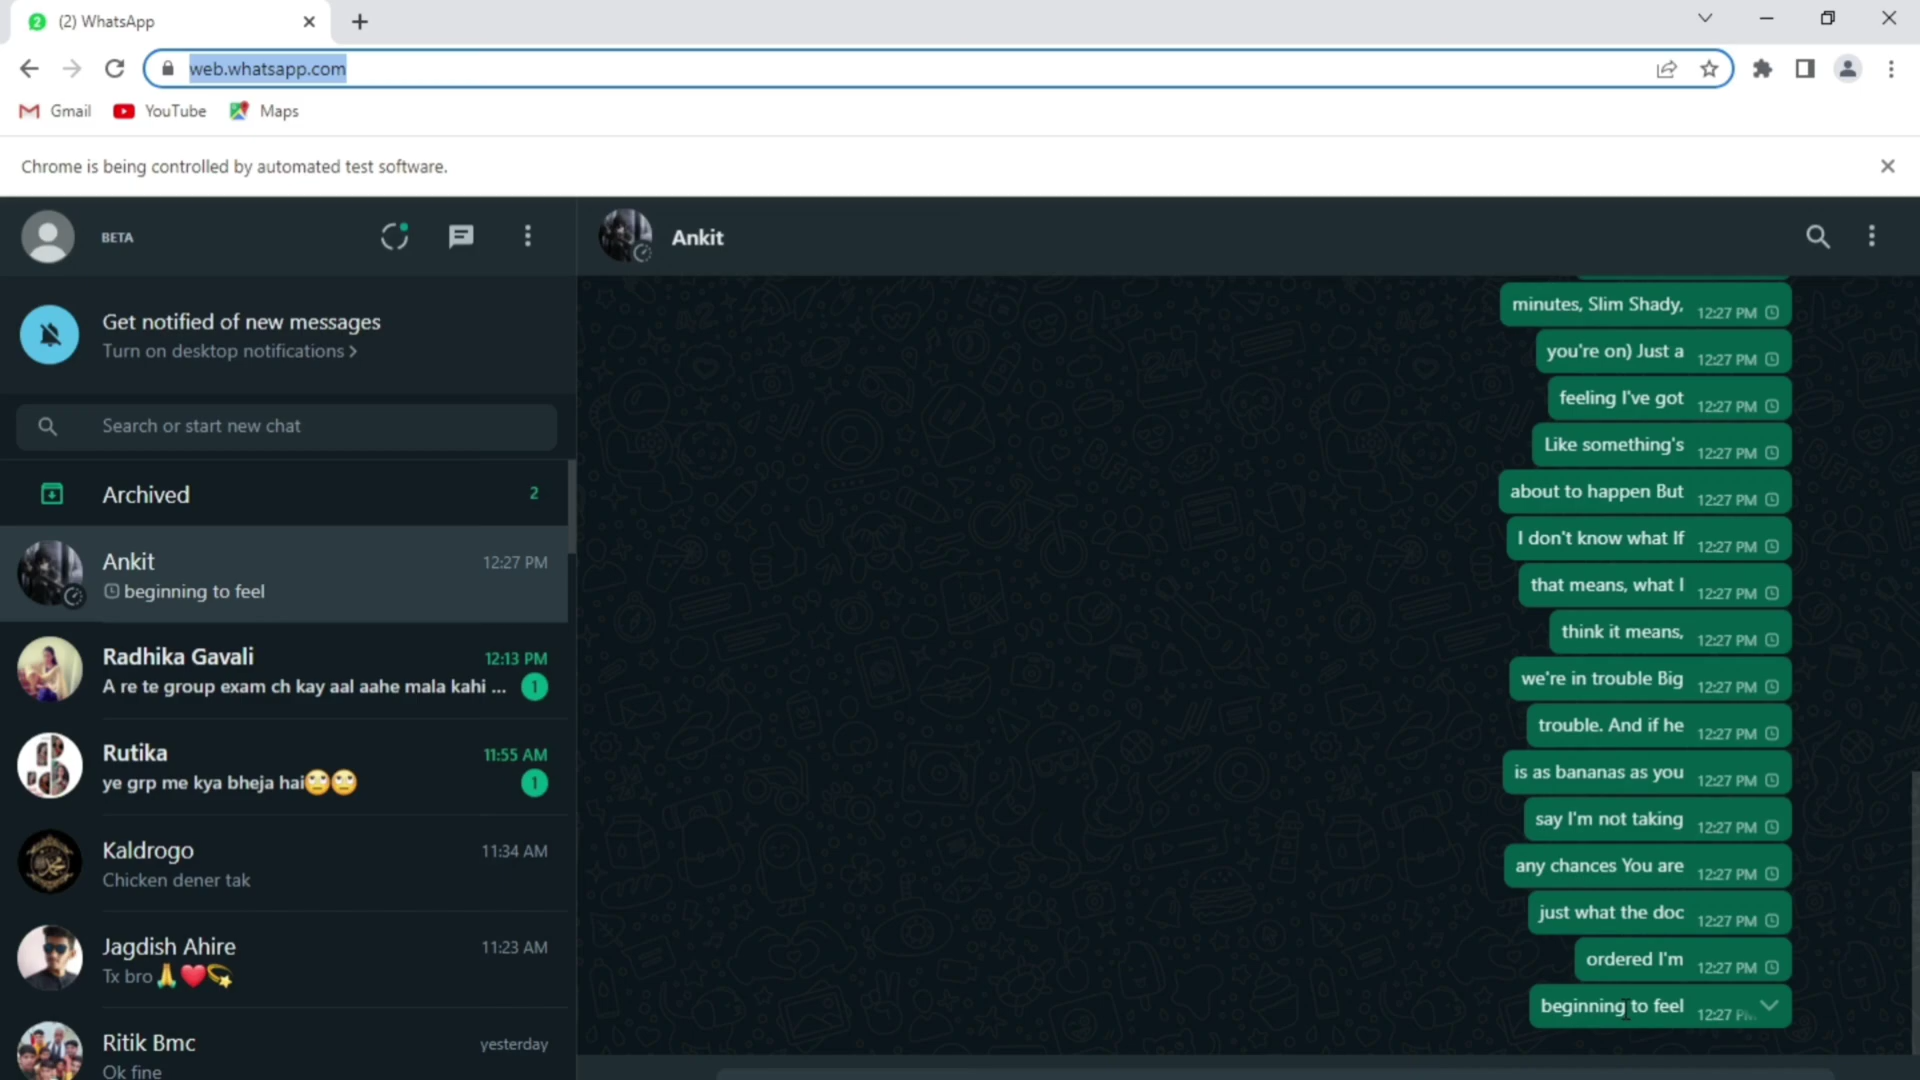 2 (2) WhatsApp
web.whatsapp.com
Gmail YouTube Maps
Chrome is being controlled by automated test software.
BETA
Get notified of new messages
Turn on desktop notifications >
Search or start new chat
Archived 2
Ankit 12:27 PM
beginning to feel
Radhika Gavali 12:13 PM
A re te group exam ch kay aal aahe mala kahi ... 1
Rutika 11:55 AM
ye grp me kya bheja hai🙄🙄 1
Kaldrogo 11:34 AM
Chicken dener tak
Jagdish Ahire 11:23 AM
Tx bro🙏❤️💫
Ritik Bmc yesterday
Ok fine
Ankit
minutes, Slim Shady, 12:27 PM
you're on) Just a 12:27 PM
feeling I've got 12:27 PM
Like something's 12:27 PM
about to happen But 12:27 PM
I don't know what If 12:27 PM
that means, what I 12:27 PM
think it means, 12:27 PM
we're in trouble Big 12:27 PM
trouble. And if he 12:27 PM
is as bananas as you 12:27 PM
say I'm not taking 12:27 PM
any chances You are 12:27 PM
just what the doc 12:27 PM
ordered I'm 12:27 PM
beginning to feel 12:27 PM